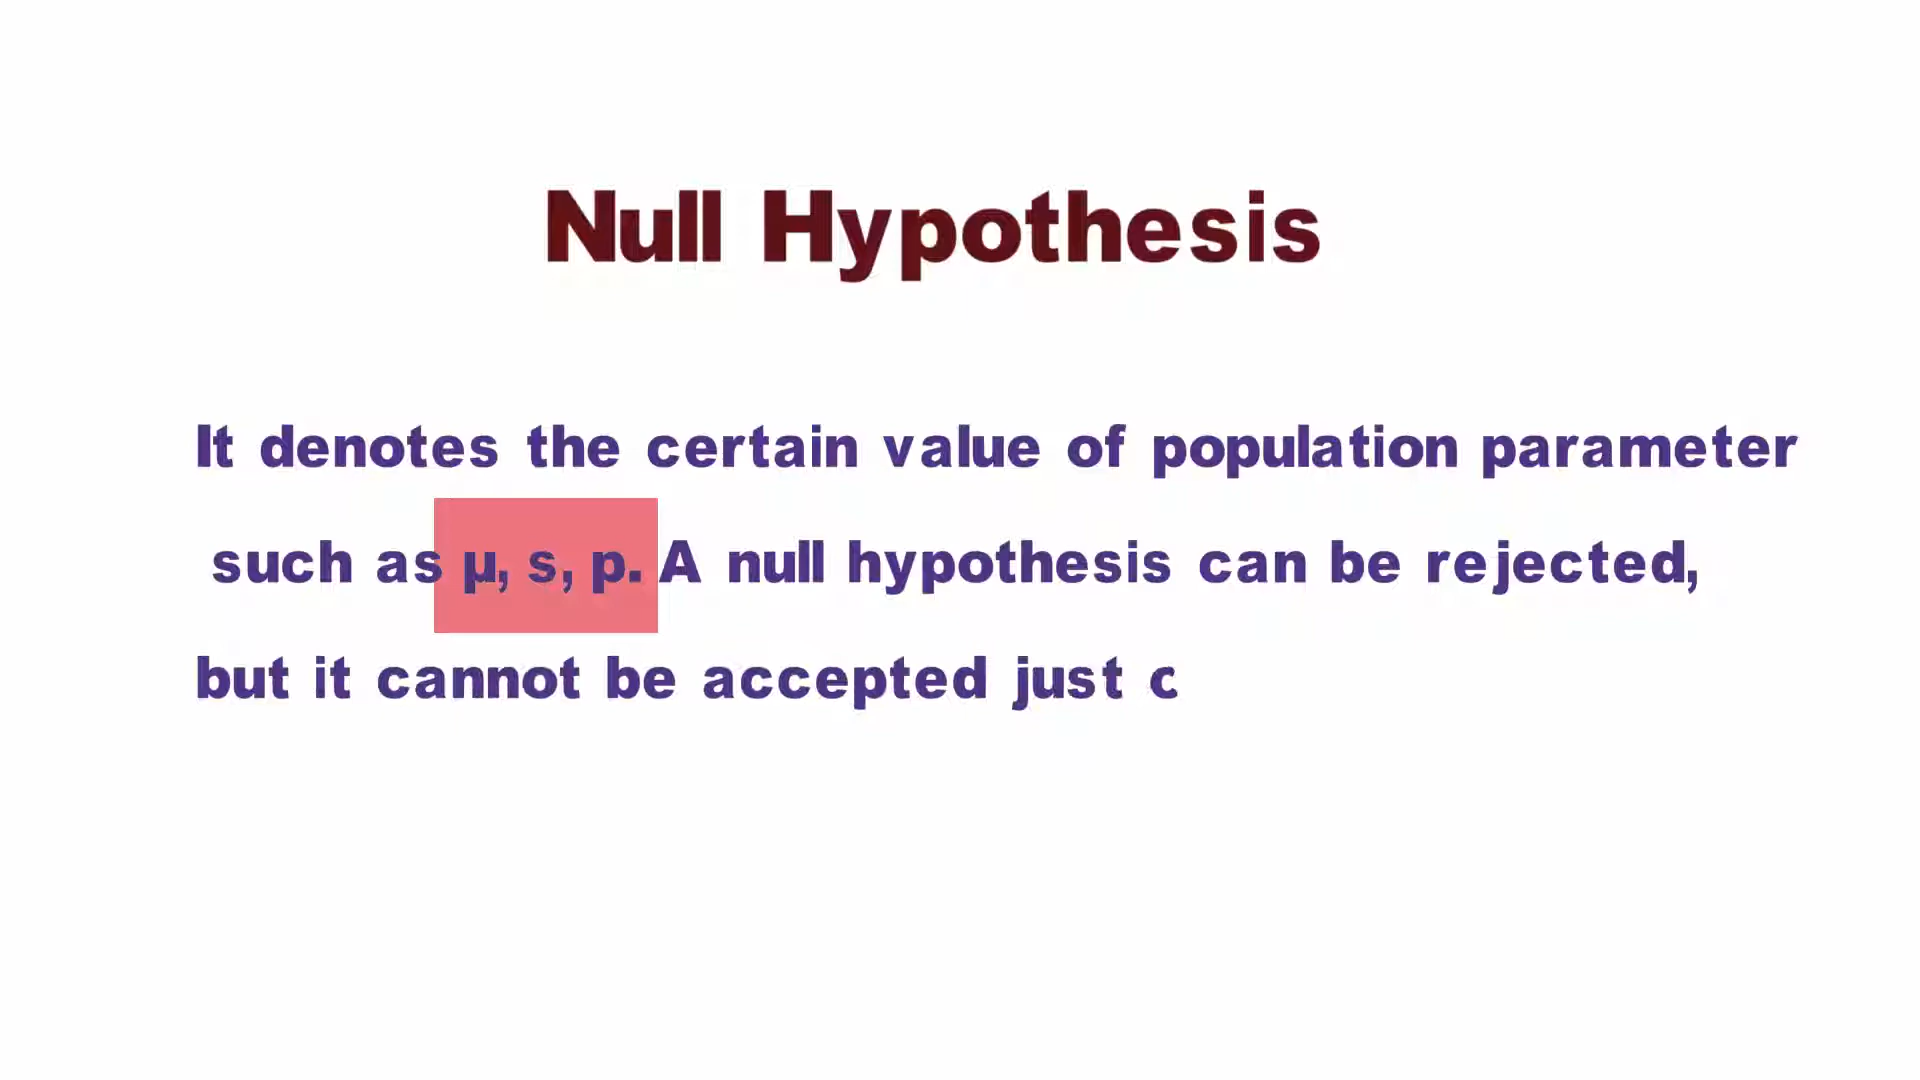 Null Hypothesis
It denotes the certain value of population parameter
such as µ, s, p. A null hypothesis can be rejected,
but it cannot be accepted just c